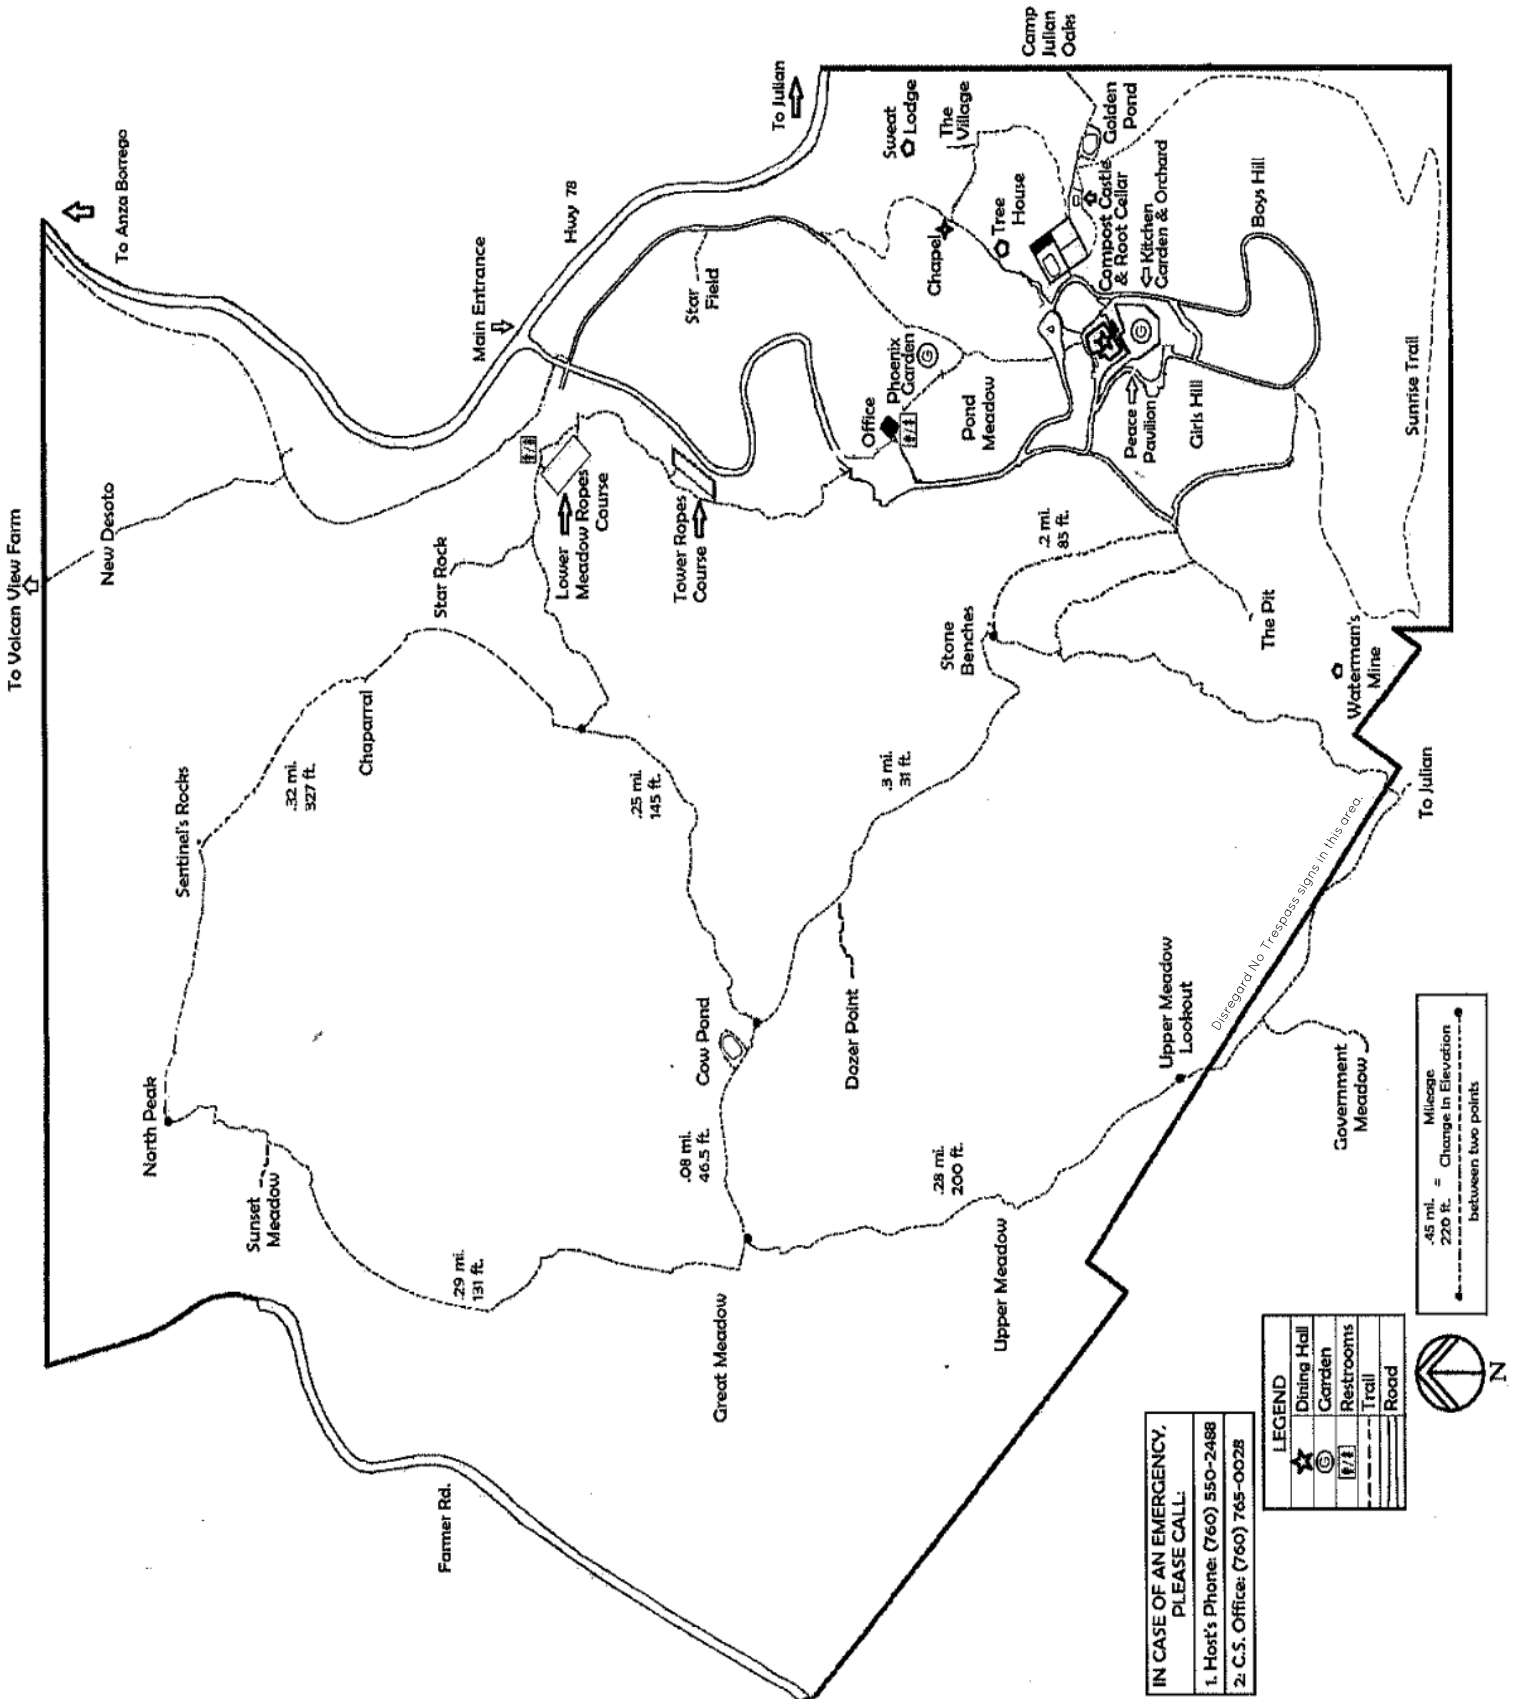 To Volcan View Farm
New Desoto
To Anza Borrego
Main Entrance
Hwy 78
To Julian
Camp
Julian
Oaks
Star
Field
Sweat
Lodge
The
Village
Tree
House
Chapel
Golden
Pond
Compost Castle
& Root Cellar
Kitchen
Garden & Orchard
Boys Hill
Sunrise Trail
Office
Phoenix
Garden
G
Pond
Meadow
G
Peace
Pavilion
Girls Hill
Lower
Meadow Ropes
Course
Tower Ropes
Course
Star Rock
Chaparral
Sentinel's Rocks
.32 mi.
327 ft.
.25 mi.
145 ft.
.2 mi.
85 ft.
Stone
Benches
The Pit
Waterman's
Mine
To Julian
.3 mi.
31 ft.
Disregard No Trespass signs in this area.
Cow Pond
Dozer Point
Upper Meadow
Lookout
Government
Meadow
North Peak
Sunset
Meadow
.08 mi.
46.5 ft.
.28 mi.
200 ft.
.29 mi.
131 ft.
Great Meadow
Upper Meadow
Farmer Rd.
.45 mi. Mileage
220 ft. = Change In Elevation
between two points
N
LEGEND
Dining Hall
G Garden
Restrooms
Trail
Road
IN CASE OF AN EMERGENCY,
PLEASE CALL:
1. Host's Phone: (760) 550-2488
2: C.S. Office: (760) 765-0028